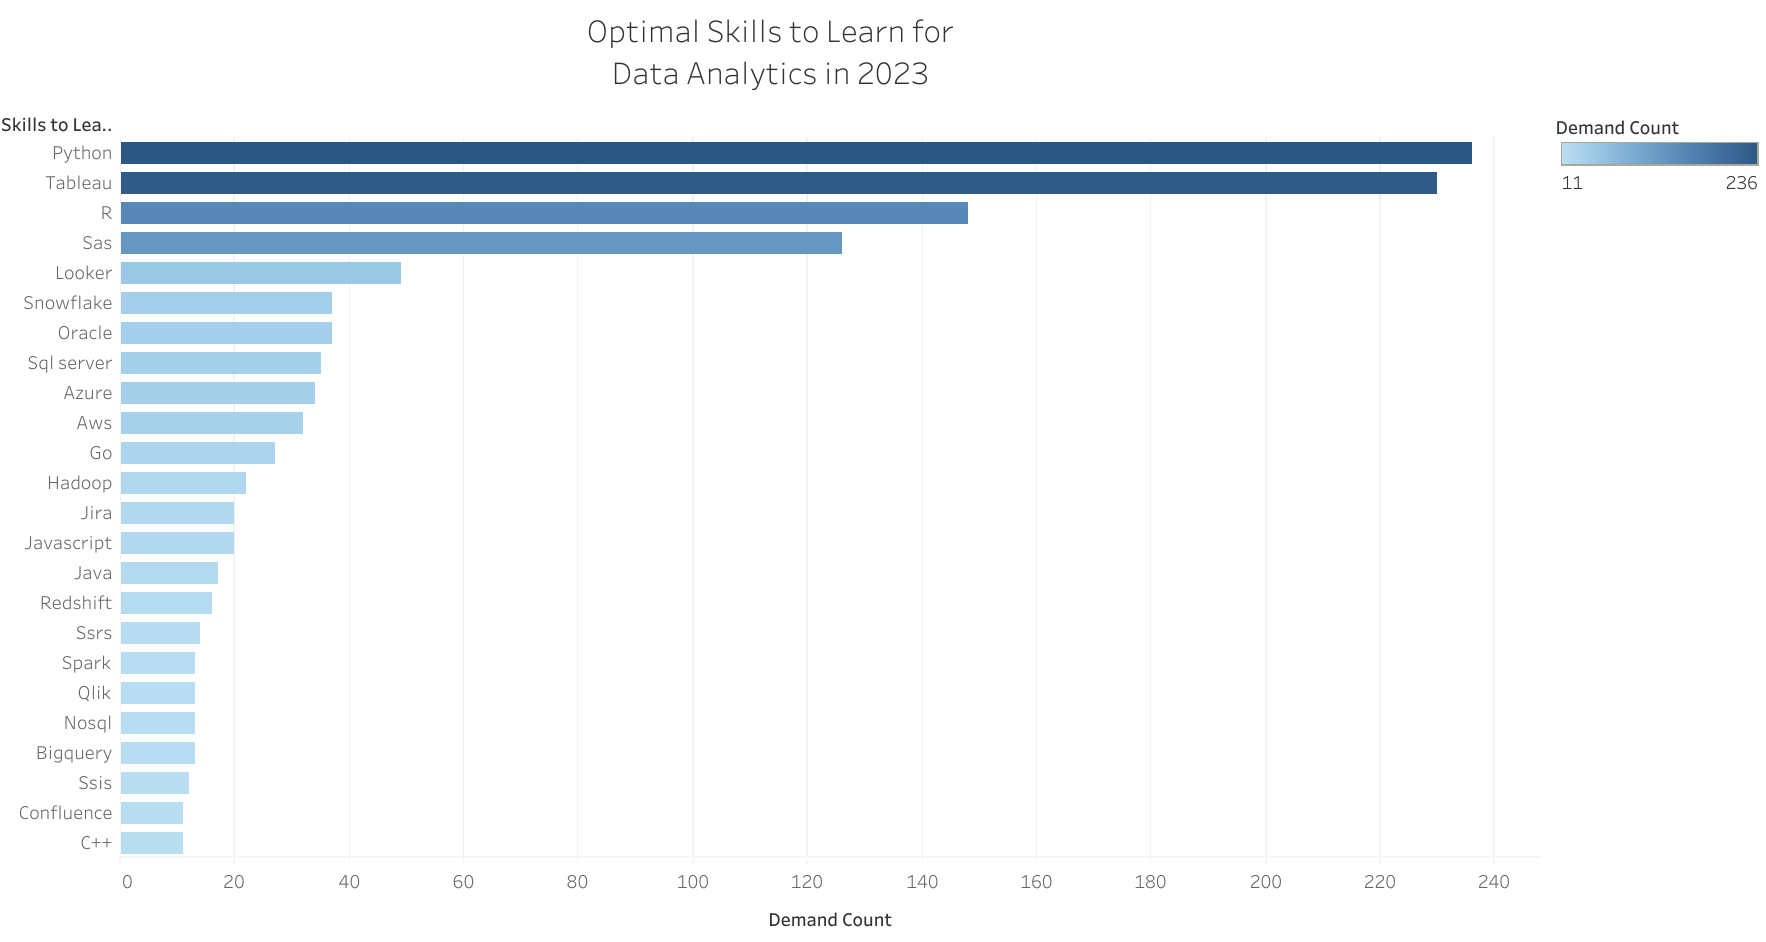 Optimal Skills to Learn for
Data Analytics in 2023
Skills to Lea..
Demand Count
11 236
Python
Tableau
R
Sas
Looker
Snowflake
Oracle
Sql server
Azure
Aws
Go
Hadoop
Jira
Javascript
Java
Redshift
Ssrs
Spark
Qlik
Nosql
Bigquery
Ssis
Confluence
C++
0 20 40 60 80 100 120 140 160 180 200 220 240
Demand Count